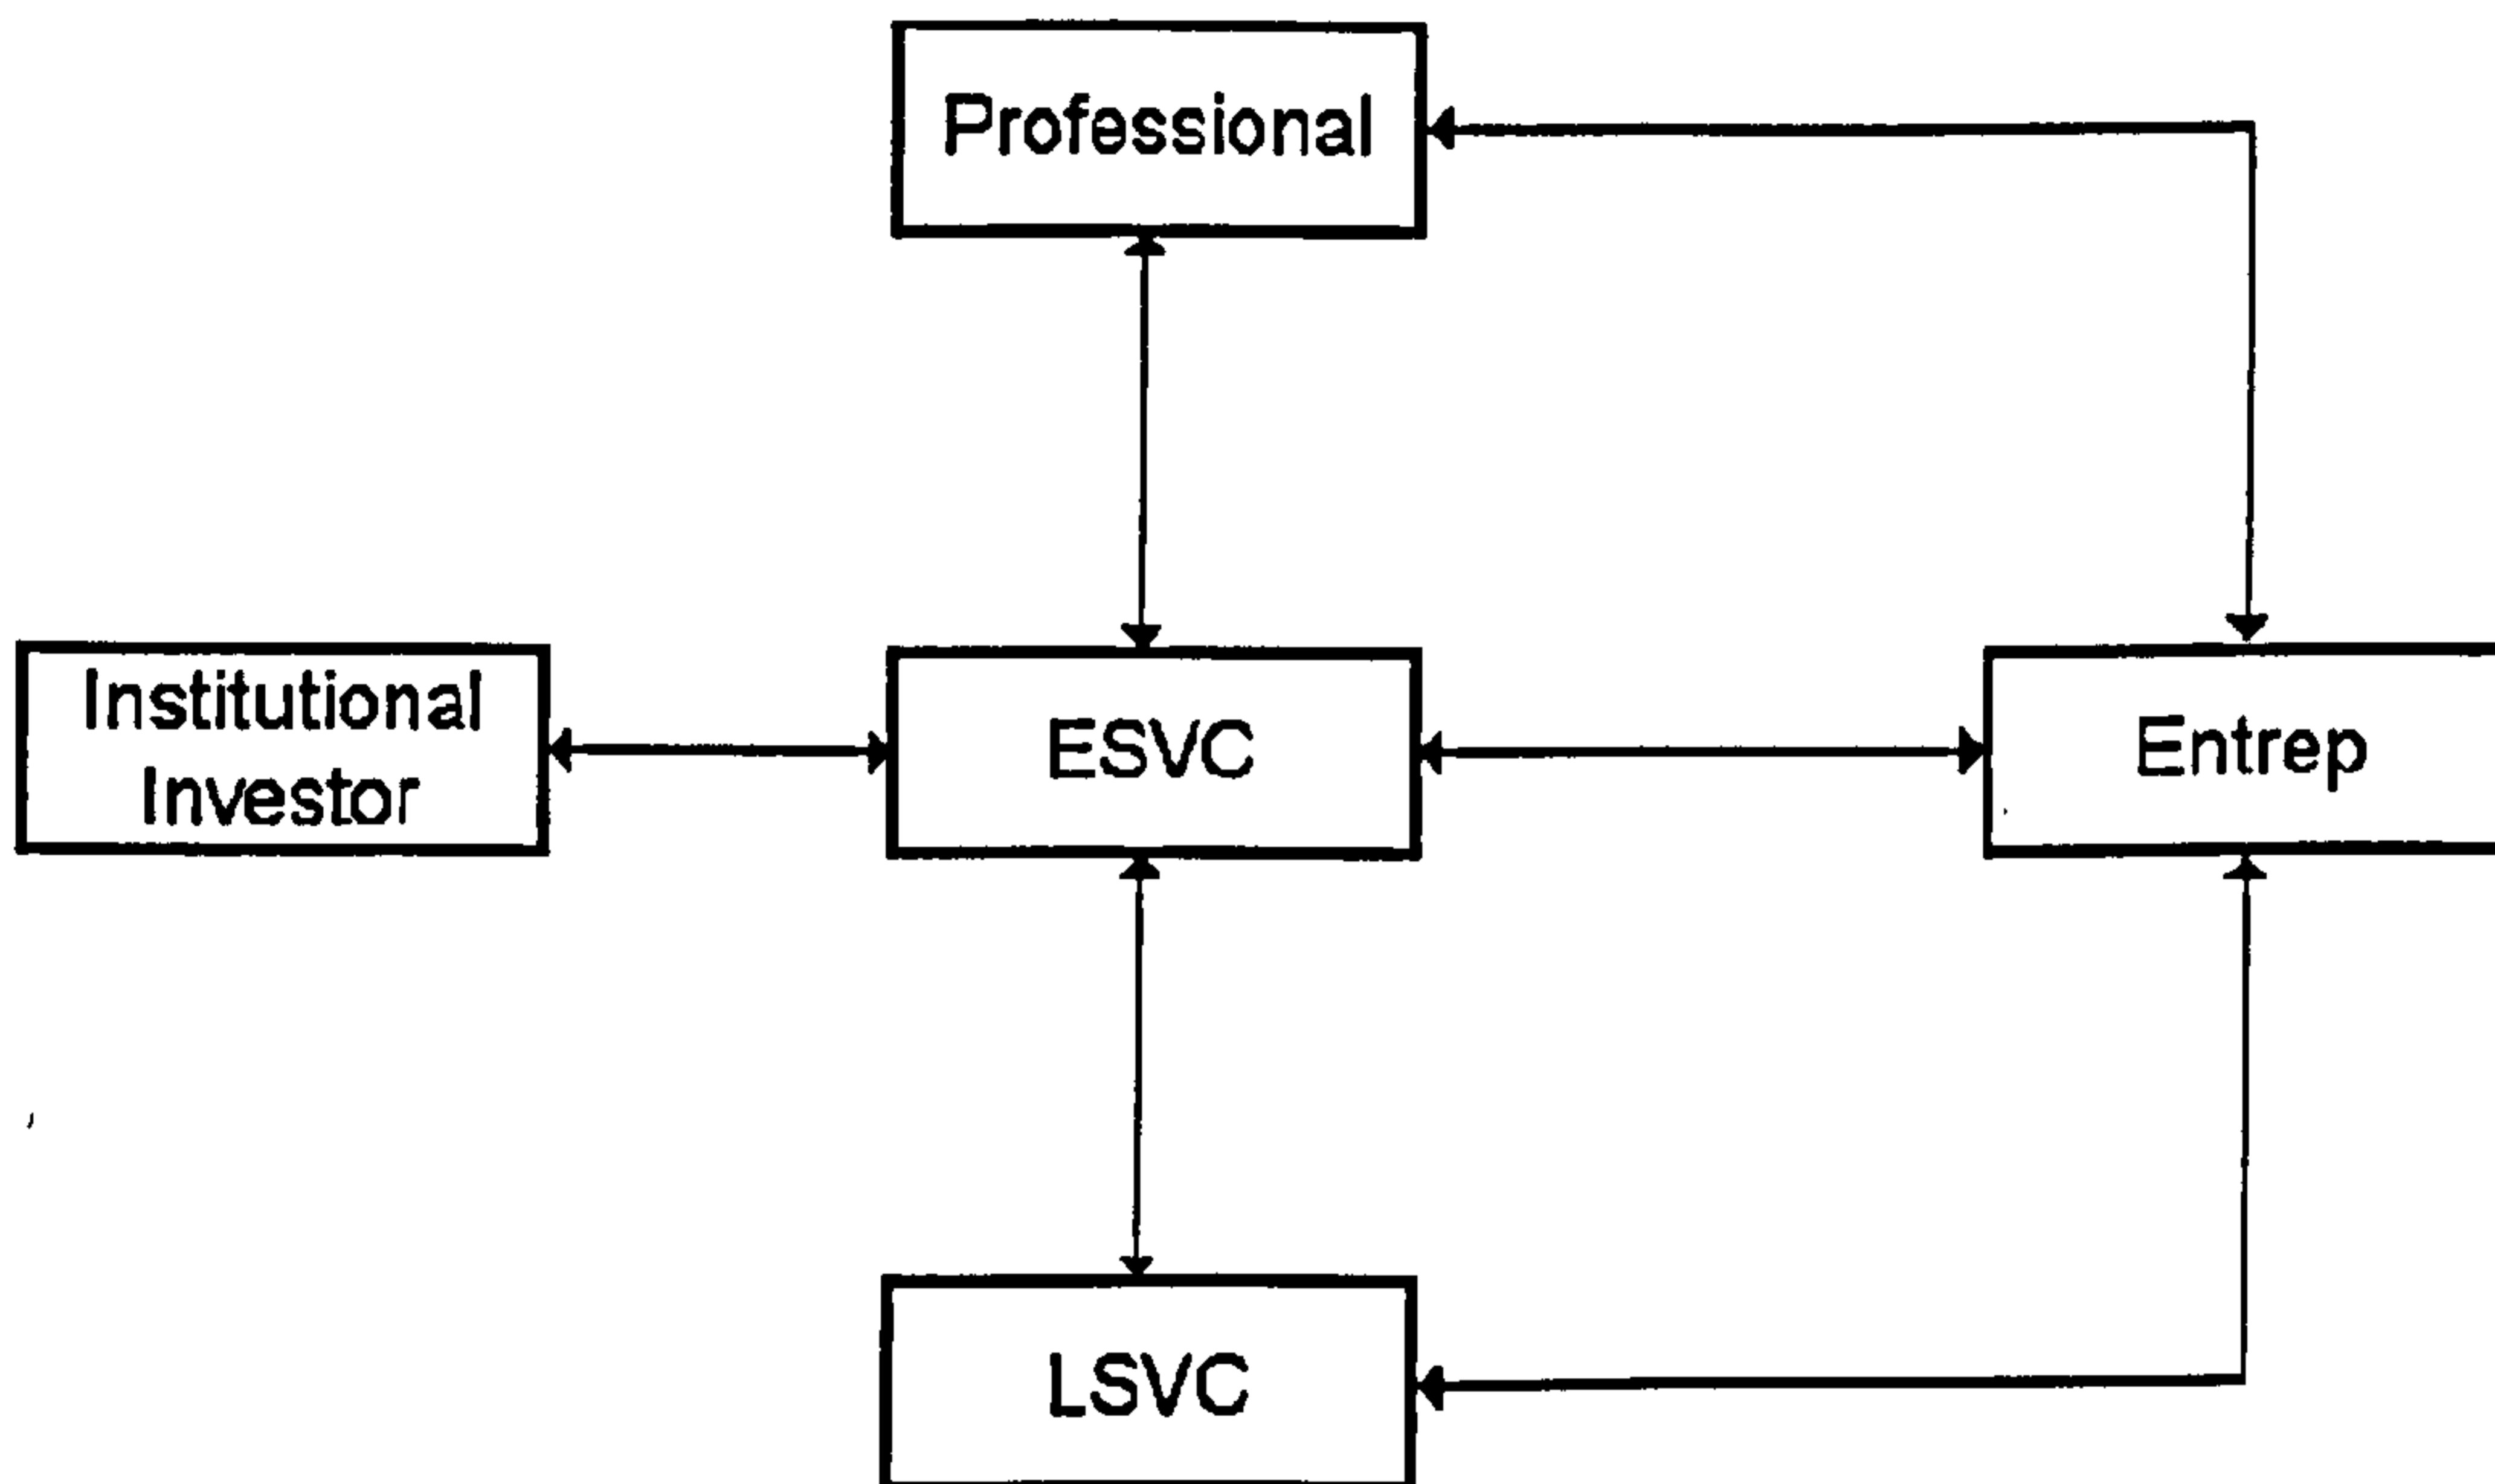 Professional
Institutional
Investor
ESVC
Entrep
LSVC